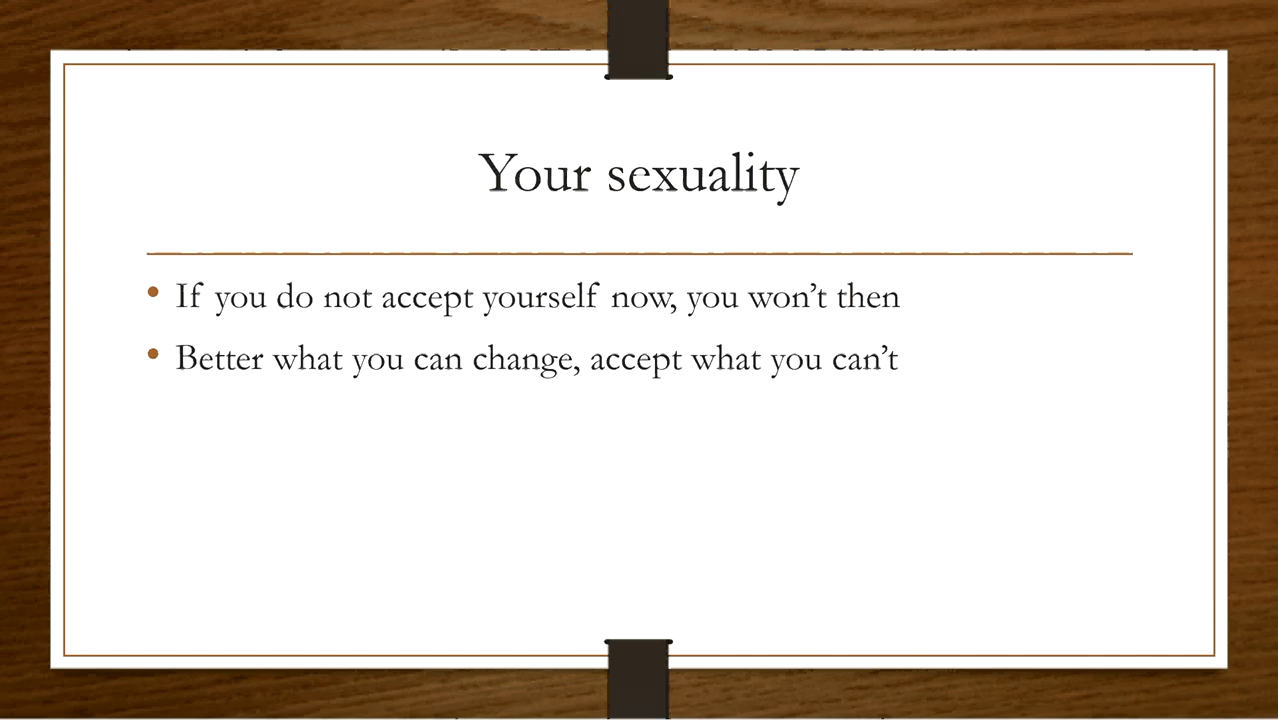 Your sexuality
• If you do not accept yourself now, you won’t then
• Better what you can change, accept what you can’t